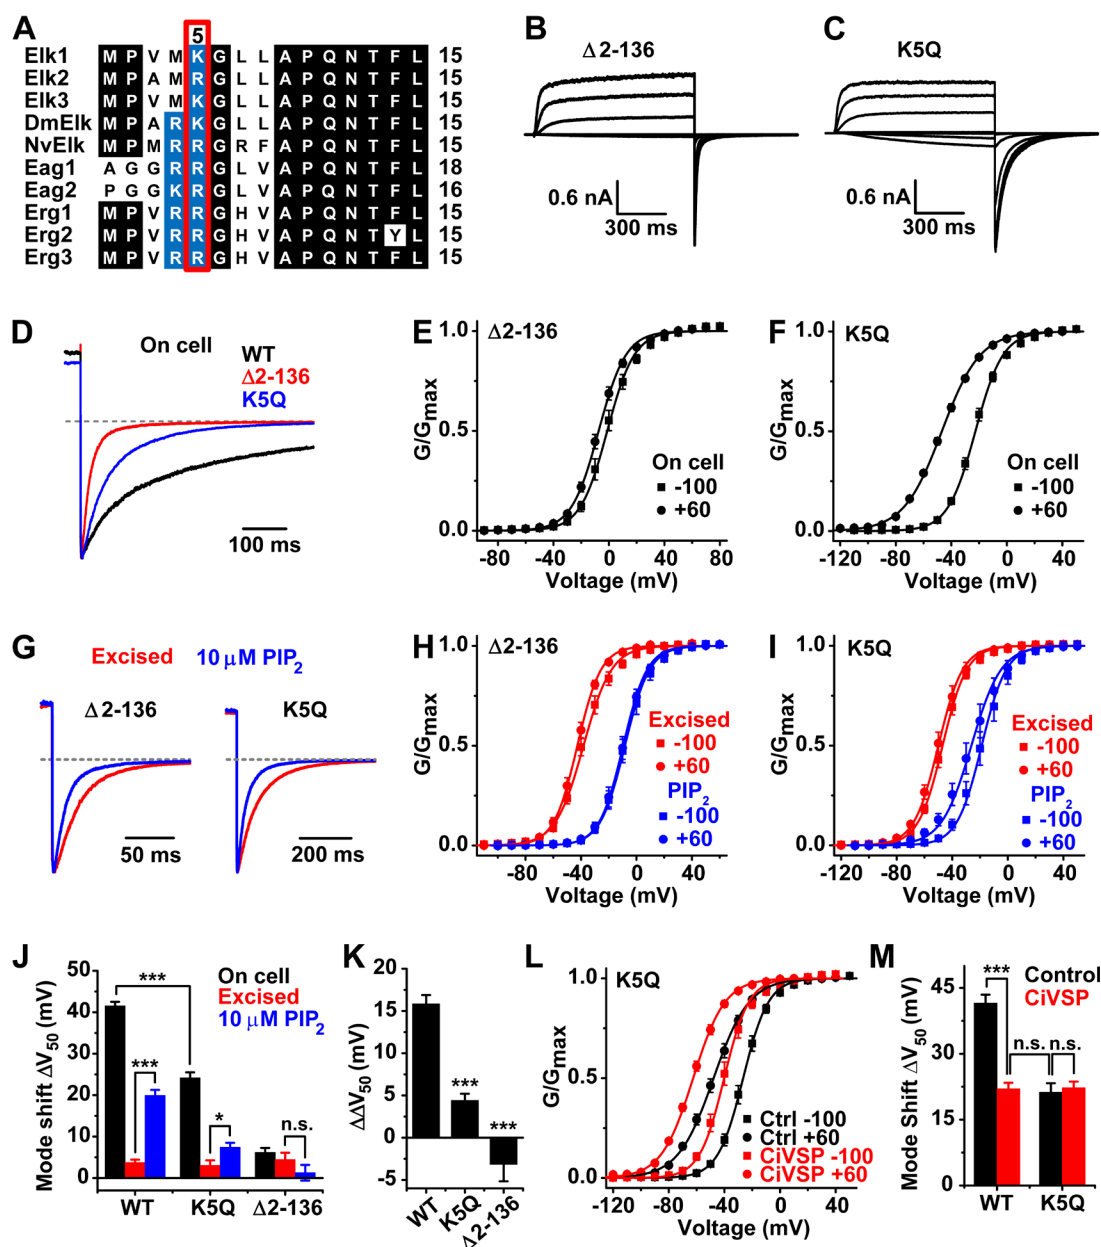 A
5
Elk1 M P V M K G L L A P Q N T F L 15
Elk2 M P A M R G L L A P Q N T F L 15
Elk3 M P V M K G L L A P Q N T F L 15
DmElk M P A R K G L L A P Q N T F L 15
NvElk M P M R R G R F A P Q N T F L 15
Eag1 A G G R R G L V A P Q N T F L 18
Eag2 P G G K R G L V A P Q N T F L 16
Erg1 M P V R R G H V A P Q N T F L 15
Erg2 M P V R R G H V A P Q N T Y L 15
Erg3 M P V R R G H V A P Q N T F L 15
B
Δ2-136
0.6 nA
300 ms
C
K5Q
0.6 nA
300 ms
D
On cell
WT
Δ2-136
K5Q
100 ms
E
Δ2-136
1.0
0.5
0.0
G/Gmax
On cell
-100
+60
-80 -40 0 40 80
Voltage (mV)
F
K5Q
1.0
0.5
0.0
G/Gmax
On cell
-100
+60
-120 -80 -40 0 40
Voltage (mV)
G
Excised 10 μM PIP2
Δ2-136
K5Q
50 ms
200 ms
H
Δ2-136
1.0
0.5
0.0
G/Gmax
Excised
-100
+60
PIP2
-100
+60
-80 -40 0 40
Voltage (mV)
I
K5Q
1.0
0.5
0.0
G/Gmax
Excised
-100
+60
PIP2
-100
+60
-120 -80 -40 0 40
Voltage (mV)
J
Mode shift ΔV50 (mV)
50
40
30
20
10
0
On cell
Excised
10 μM PIP2
***
***
*
n.s.
WT K5Q Δ2-136
K
ΔΔV50 (mV)
20
15
10
5
0
-5
***
***
WT
K5Q
Δ2-136
L
K5Q
1.0
0.5
0.0
G/Gmax
Ctrl -100
Ctrl +60
CiVSP -100
CiVSP +60
-120 -80 -40 0 40
Voltage (mV)
M
Mode Shift ΔV50 (mV)
45
30
15
0
Control
CiVSP
***
n.s. n.s.
WT K5Q